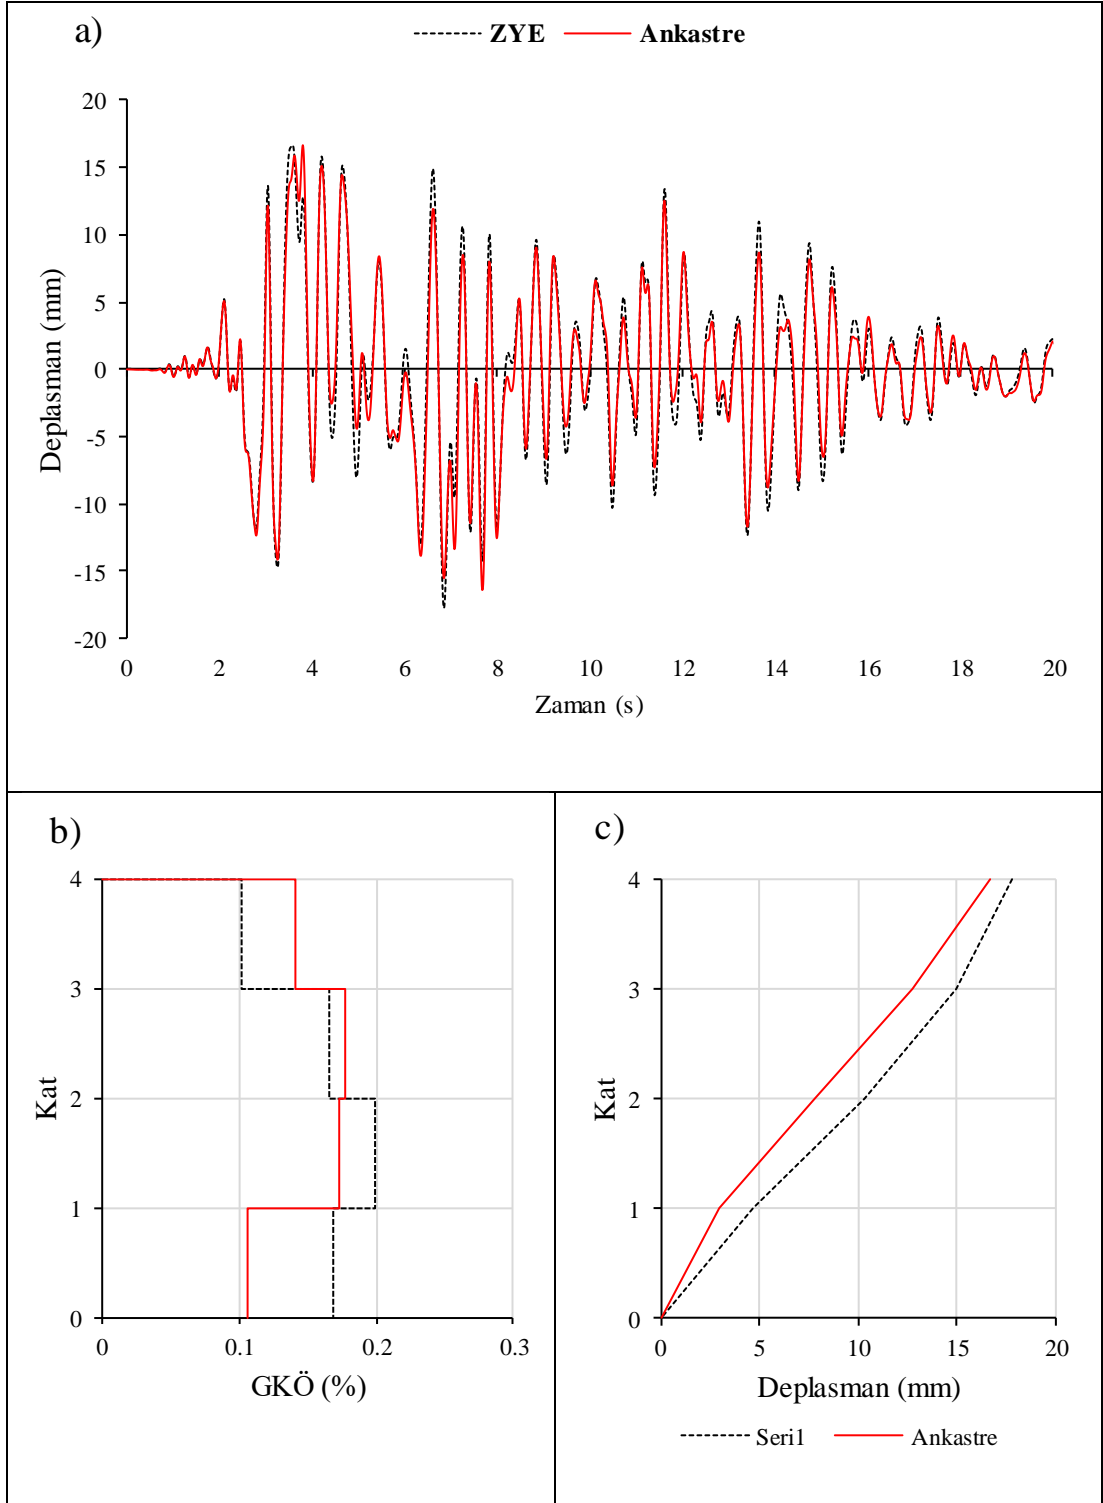 a)
ZYE Ankastre
20
15
10
5
0
-5
-10
-15
-20
Deplasman (mm)
0 2 4 6 8 10 12 14 16 18 20
Zaman (s)
b)
4
3
2
1
0
Kat
0 0.1 0.2 0.3
GKÖ (%)
c)
4
3
2
1
0
Kat
0 5 10 15 20
Deplasman (mm)
Seri1 Ankastre